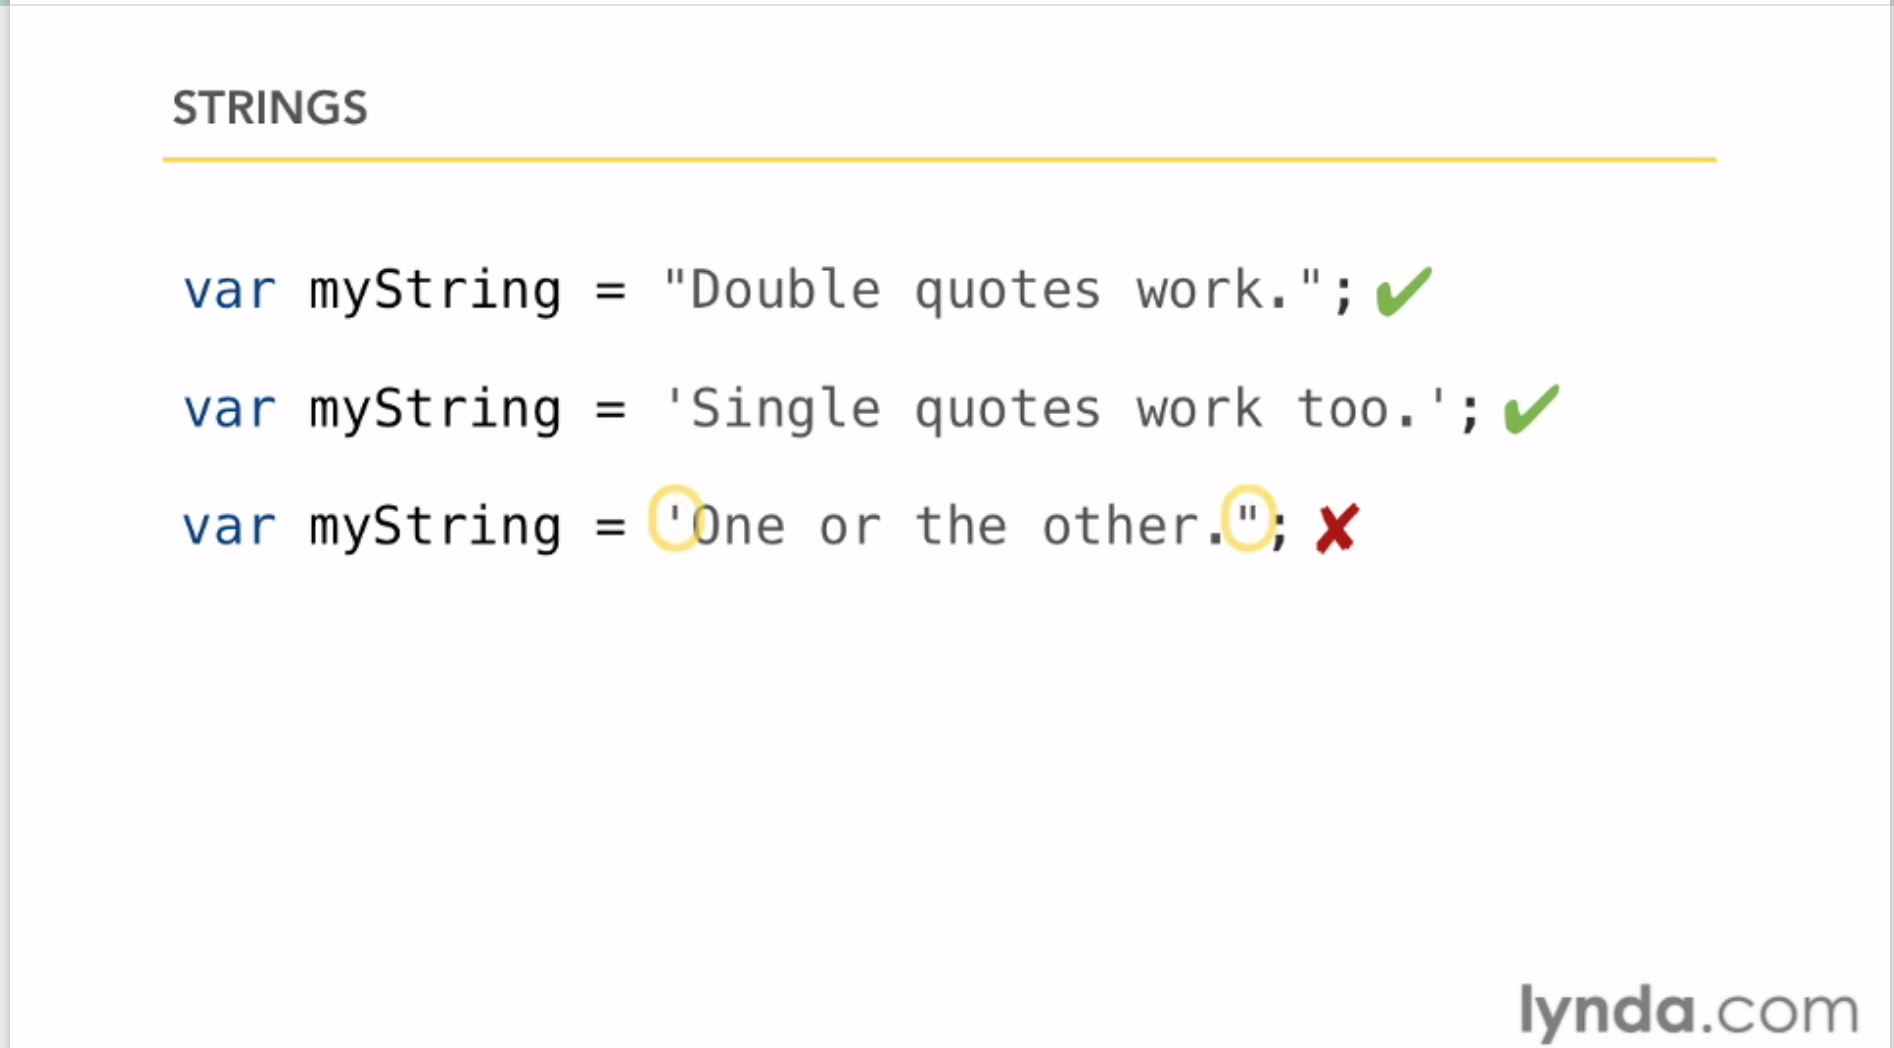 STRINGS
var myString = "Double quotes work."; ✔
var myString = 'Single quotes work too.'; ✔
var myString = 'One or the other."; ✘
lynda.com